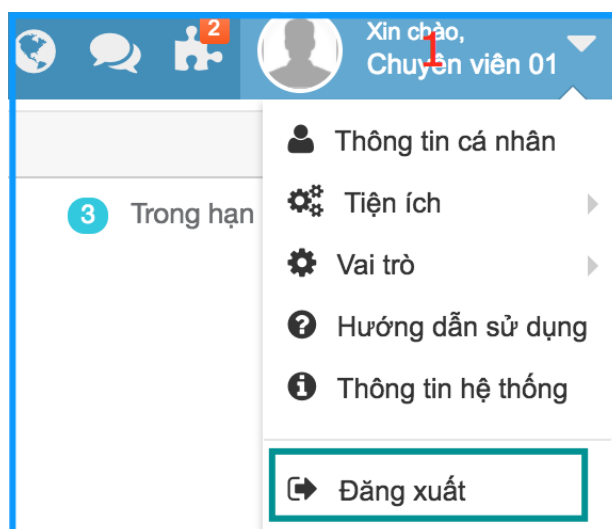 2
Xin chào,
1
Chuyên viên 01
Thông tin cá nhân
3 Trong hạn
Tiện ích
Vai trò
Hướng dẫn sử dụng
Thông tin hệ thống
Đăng xuất